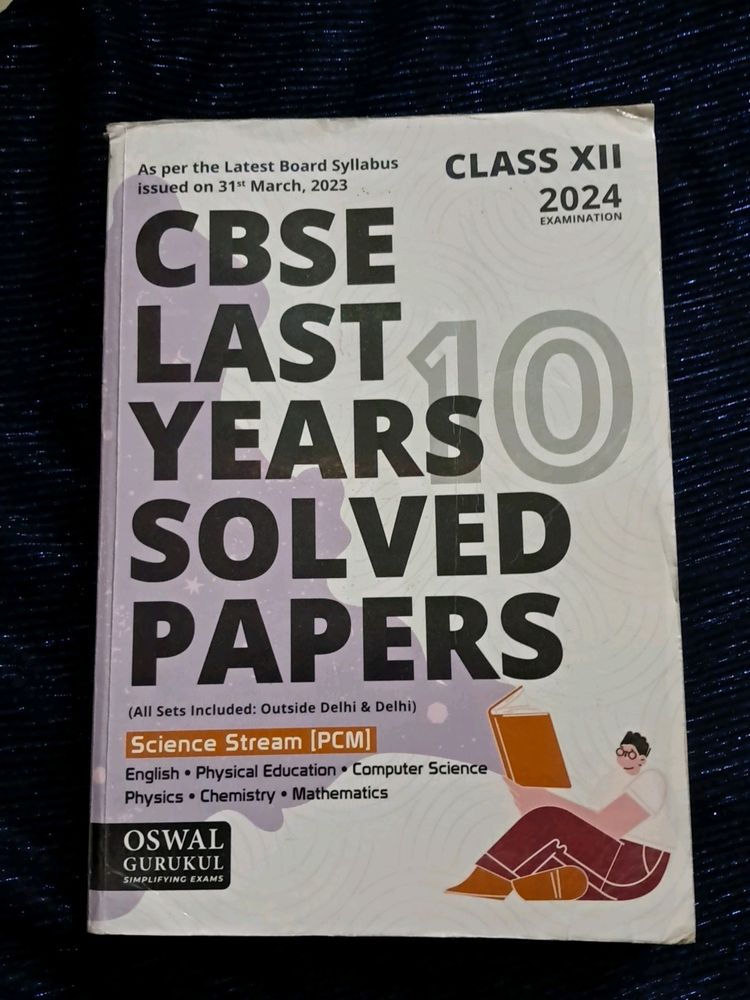 As per the Latest Board Syllabus
issued on 31st March, 2023
CLASS XII
2024
EXAMINATION
CBSE
LAST
YEARS 10
SOLVED
PAPERS
(All Sets Included: Outside Delhi & Delhi)
Science Stream [PCM]
English • Physical Education • Computer Science
Physics • Chemistry • Mathematics
OSWAL
GURUKUL
SIMPLIFYING EXAMS